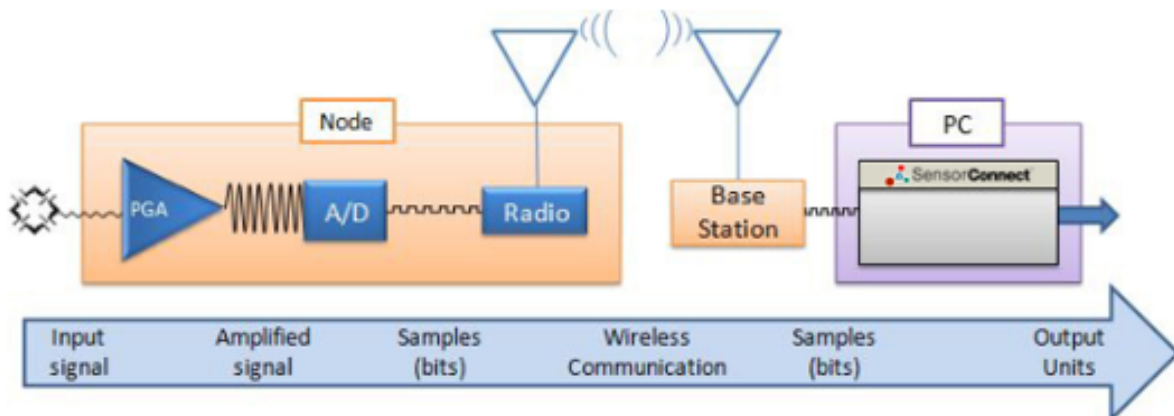 Node
PC
PGA
A/D
Radio
Base
Station
SensorConnect
Input
signal
Amplified
signal
Samples
(bits)
Wireless
Communication
Samples
(bits)
Output
Units